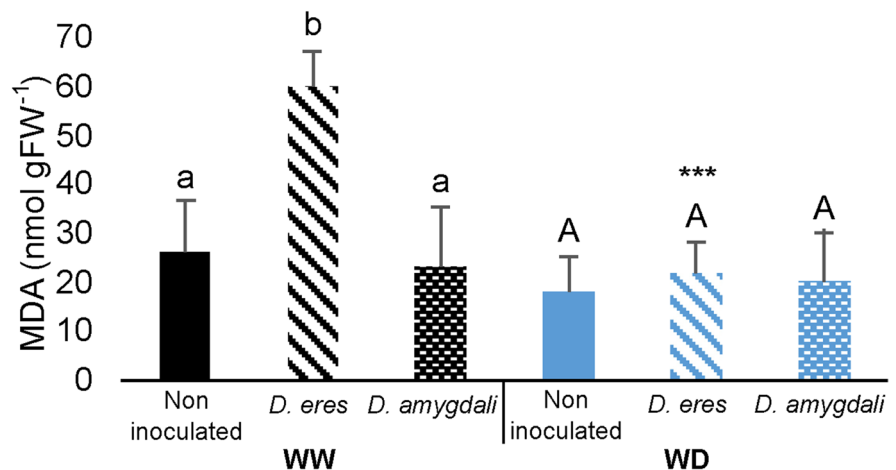 MDA (nmol gFW⁻¹)
70
60
50
40
30
20
10
0
a
b
a
A
***
A
A
Non
inoculated
D. eres
D. amygdali
Non
inoculated
D. eres
D. amygdali
WW
WD